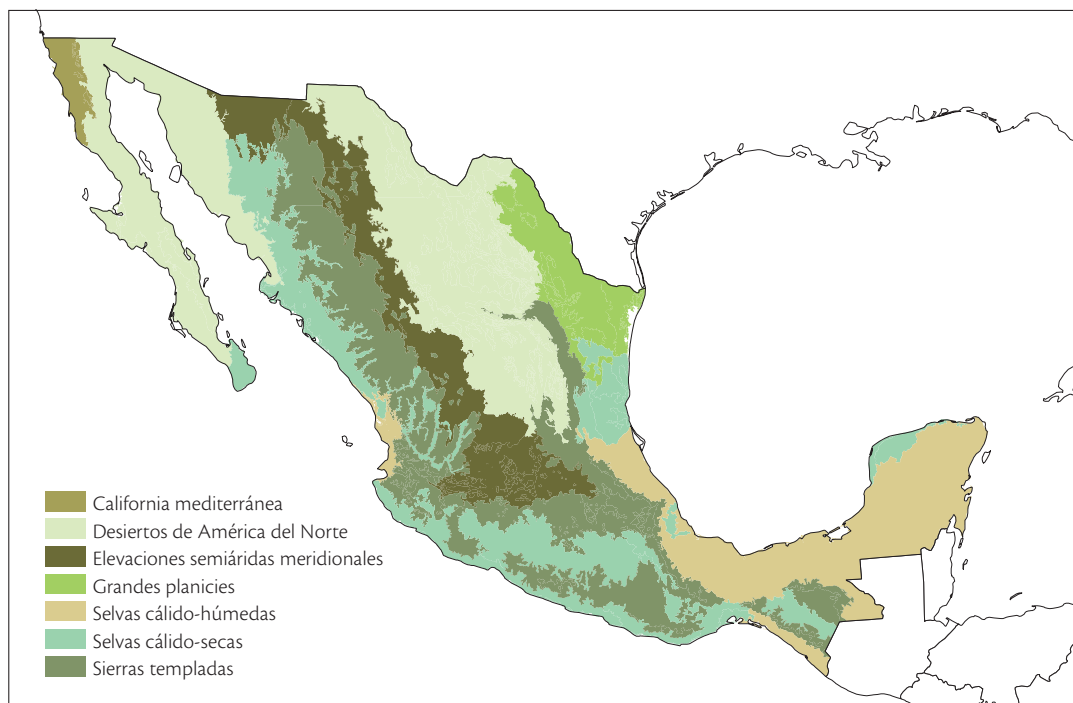 California mediterránea
Desiertos de América del Norte
Elevaciones semiáridas meridionales
Grandes planicies
Selvas cálido-húmedas
Selvas cálido-secas
Sierras templadas